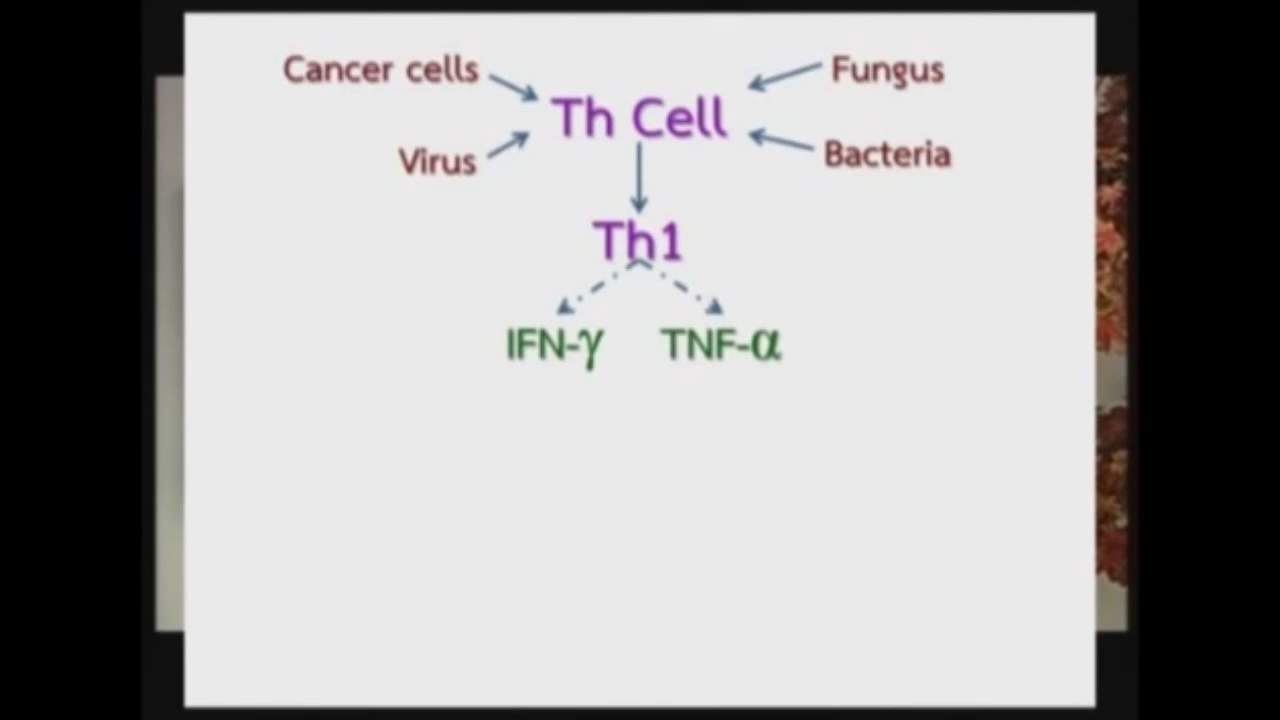 Cancer cells
Fungus
Th Cell
Virus
Bacteria
Th1
IFN-γ
TNF-α